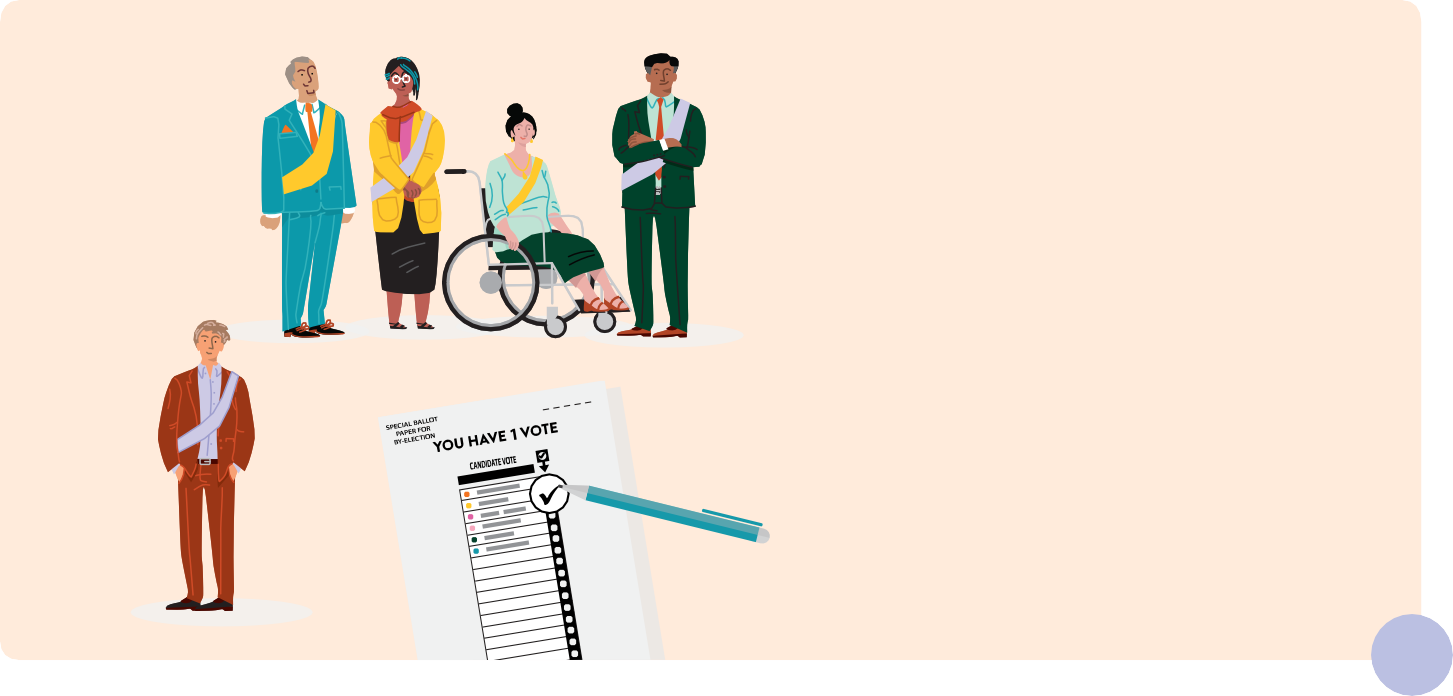 SPECIAL BALLOT
PAPER FOR
BY-ELECTION
YOU HAVE 1 VOTE
CANDIDATE VOTE